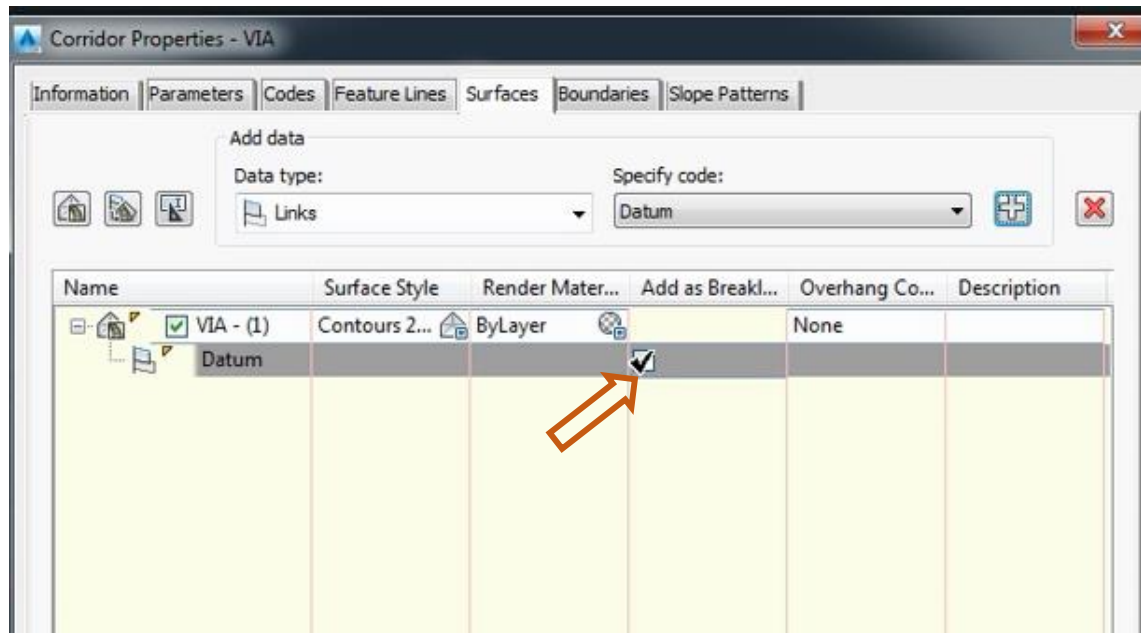 Corridor Properties - VIA
Information Parameters Codes Feature Lines Surfaces Boundaries Slope Patterns
Add data
Data type: Specify code:
Links Datum
Name Surface Style Render Mater... Add as Breakl... Overhang Co... Description
VIA - (1) Contours 2... ByLayer None
Datum